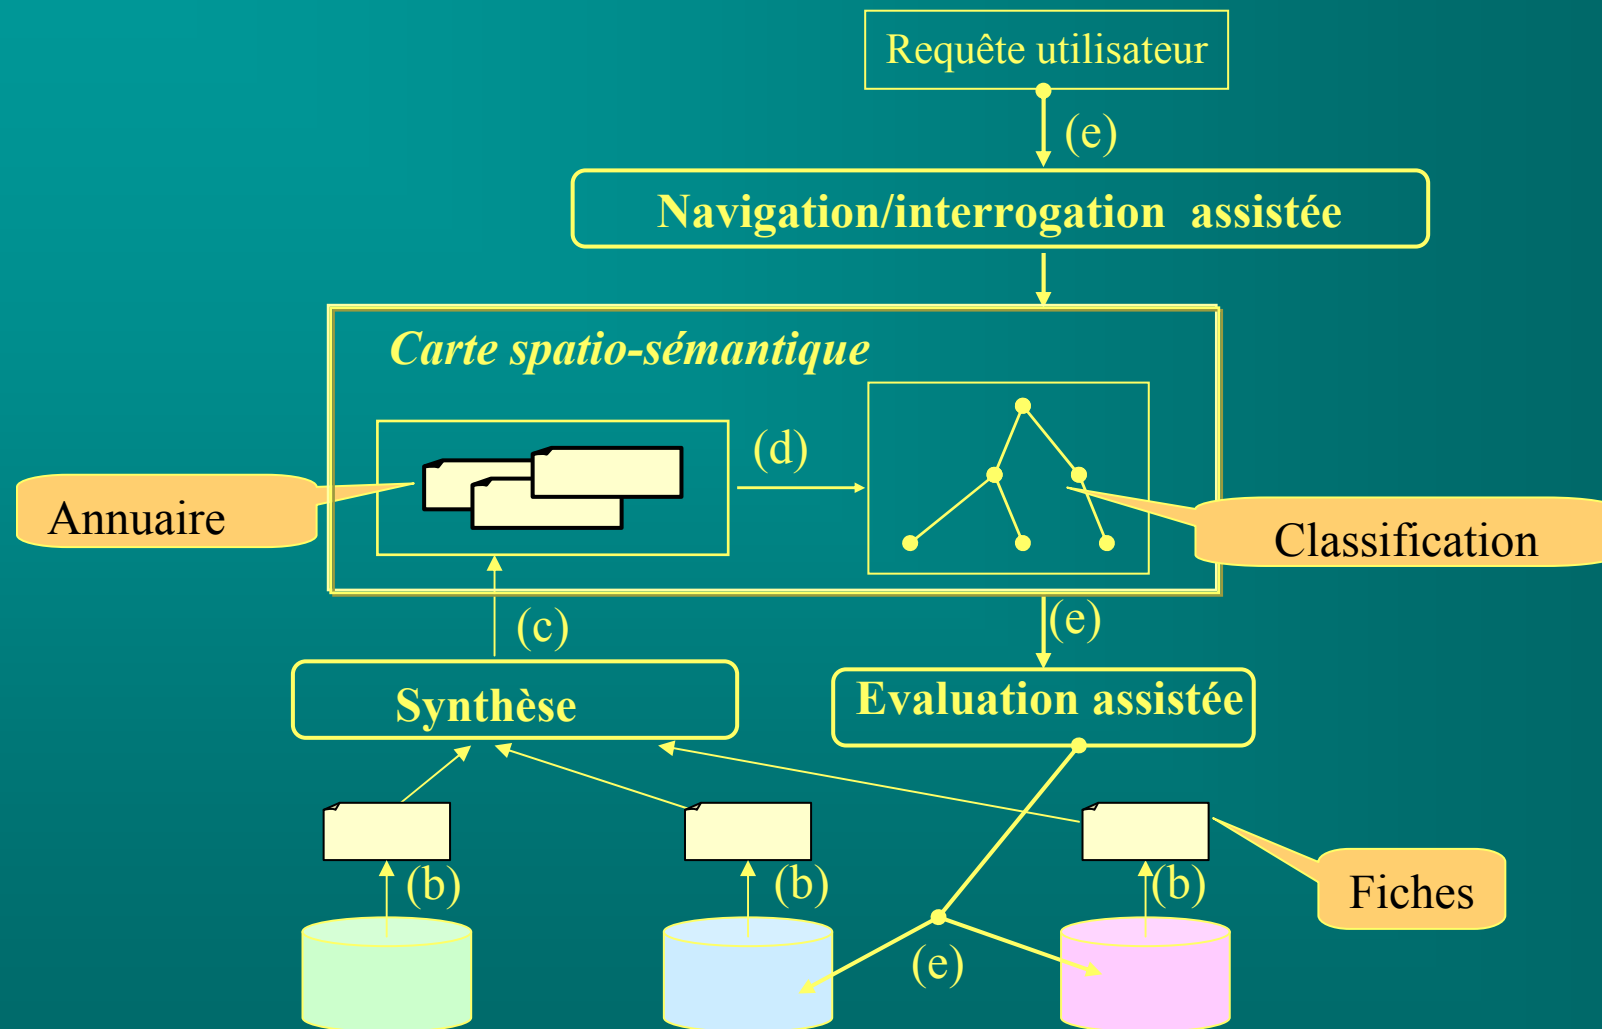 Requête utilisateur
(e)
Navigation/interrogation assistée
Carte spatio-sémantique
(d)
Annuaire
Classification
(c)
(e)
Synthèse
Evaluation assistée
(b)
(b)
(b)
Fiches
(e)